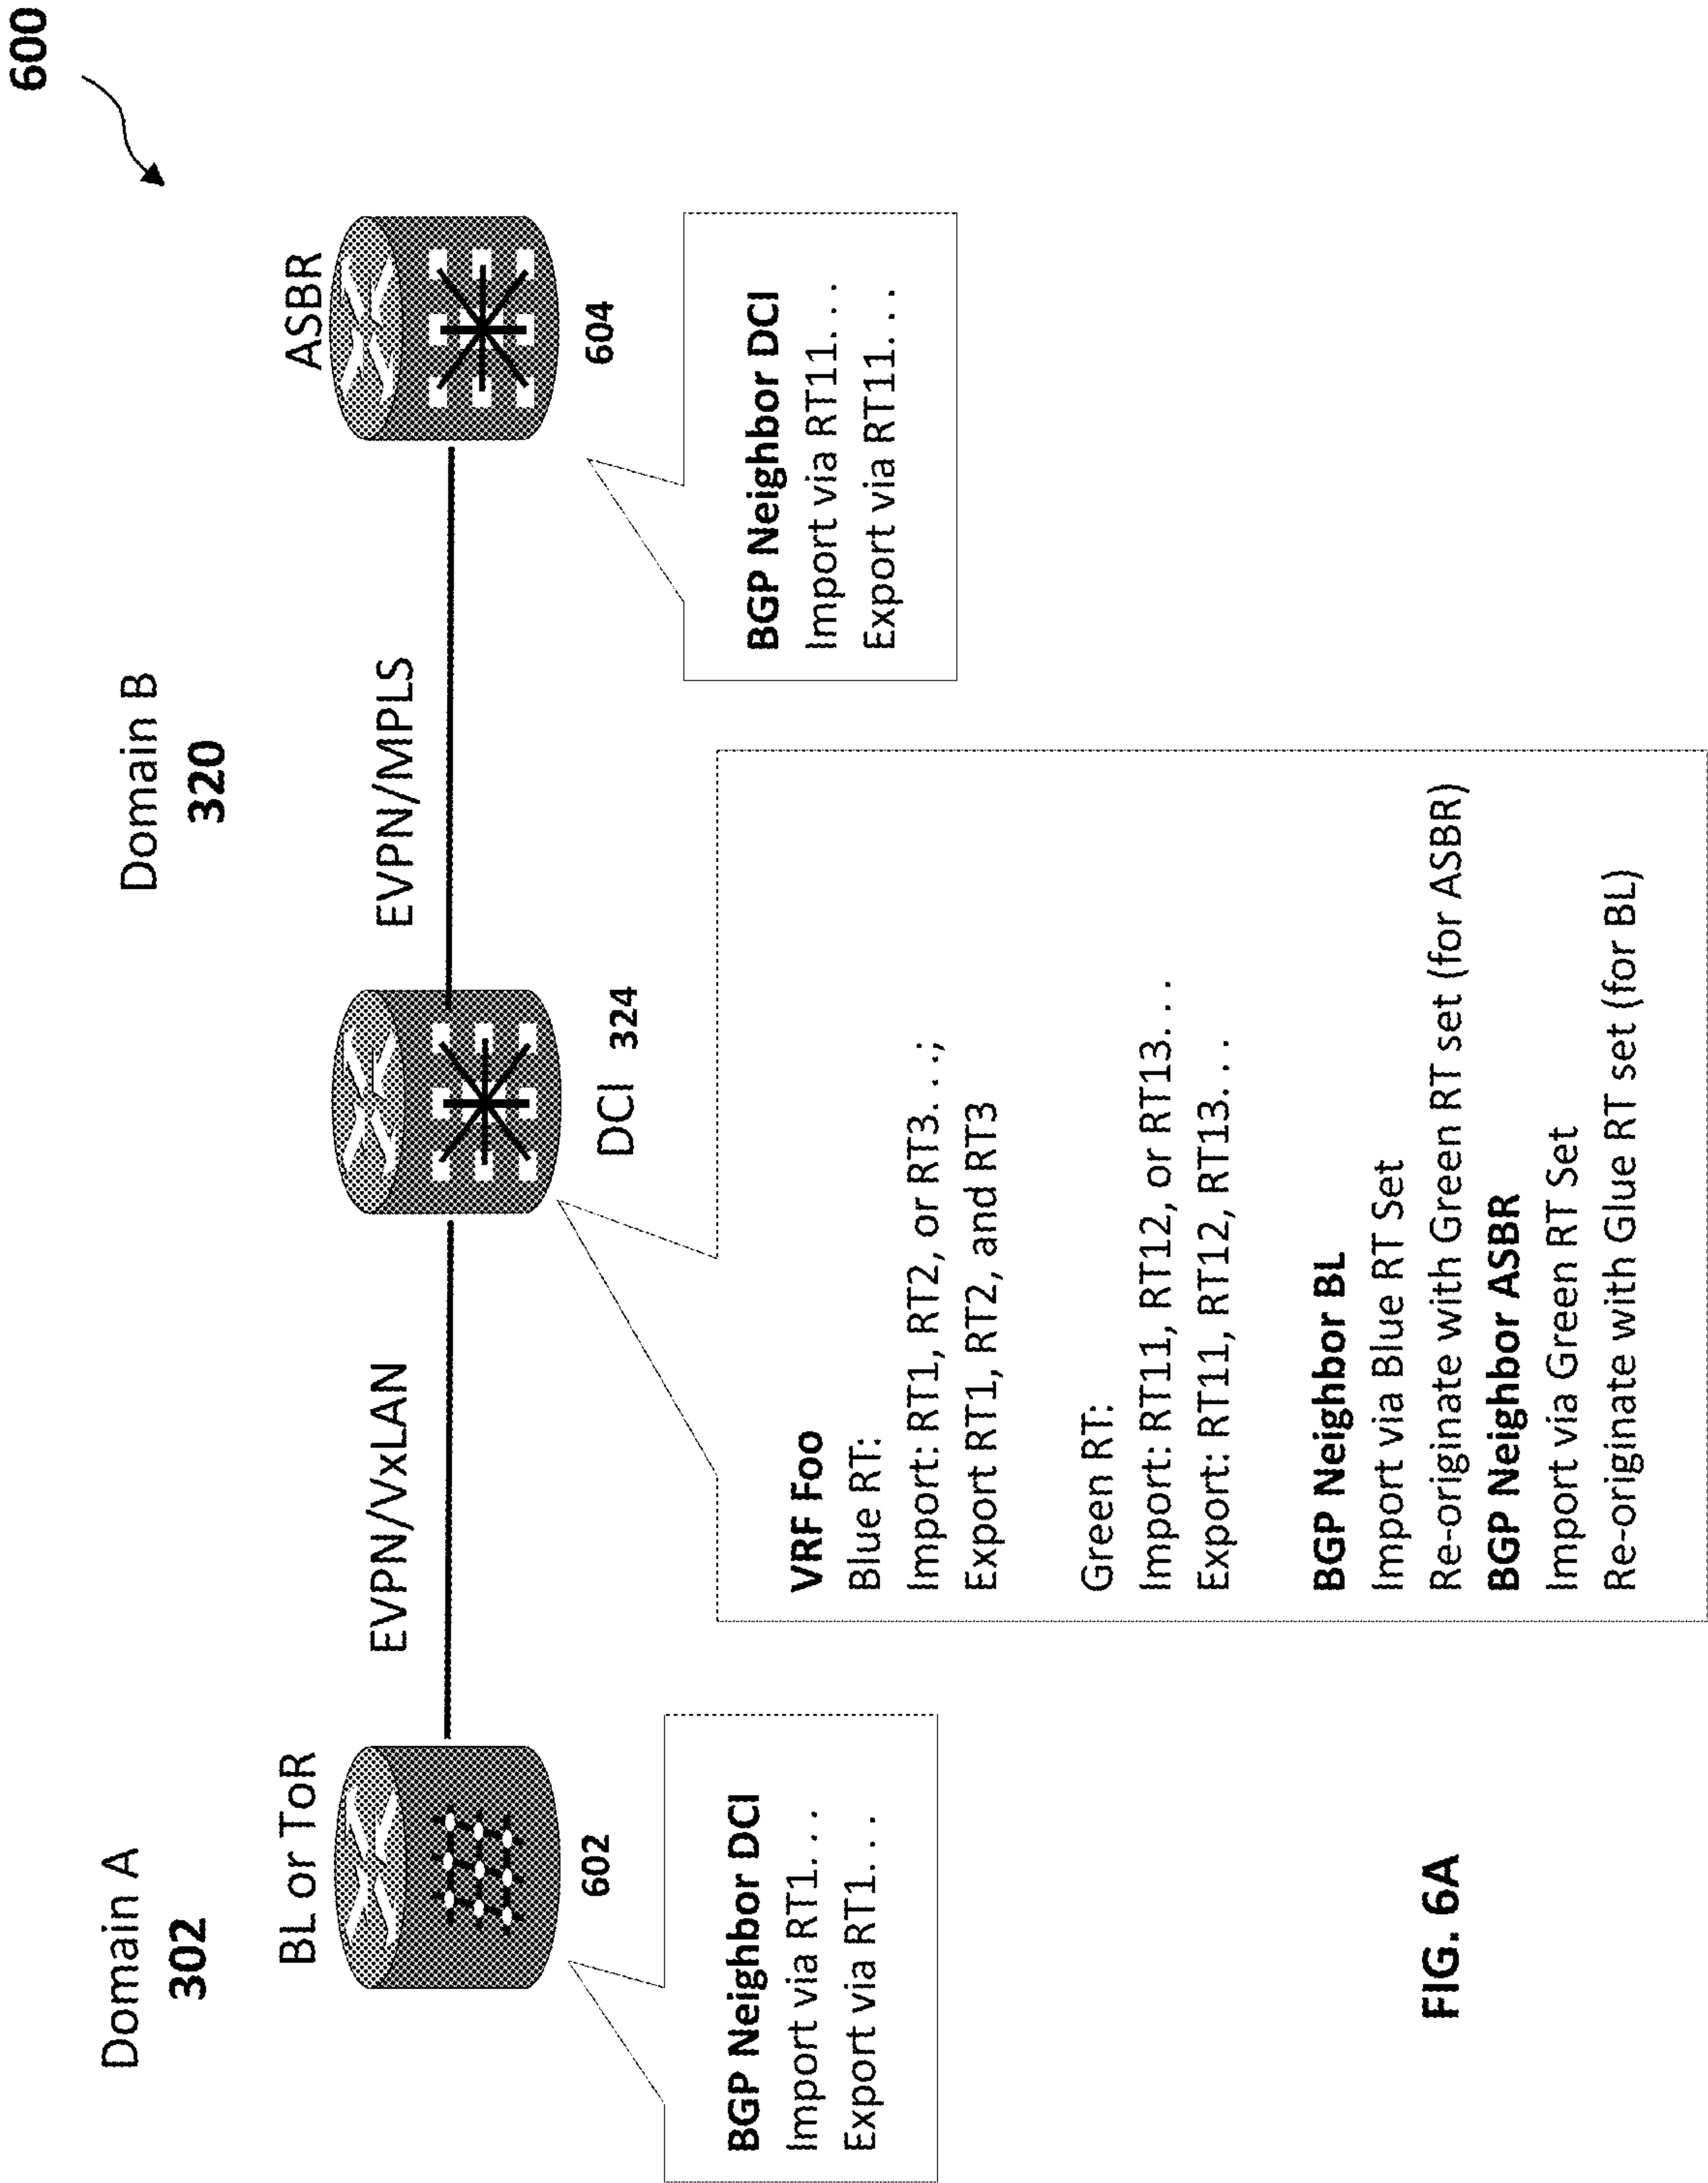 600
Domain A
302
Domain B
320
BL or ToR
EVPN/VxLAN
EVPN/MPLS
ASBR
602
DCI 324
604
BGP Neighbor DCI
Import via RT1. . .
Export via RT1. . .
VRF Foo
Blue RT:
Import: RT1, RT2, or RT3. . .;
Export RT1, RT2, and RT3
Green RT:
Import: RT11, RT12, or RT13. . .
Export: RT11, RT12, RT13. . .
BGP Neighbor BL
Import via Blue RT Set
Re-originate with Green RT set (for ASBR)
BGP Neighbor ASBR
Import via Green RT Set
Re-originate with Glue RT set (for BL)
BGP Neighbor DCI
Import via RT11. . .
Export via RT11. . .
FIG. 6A